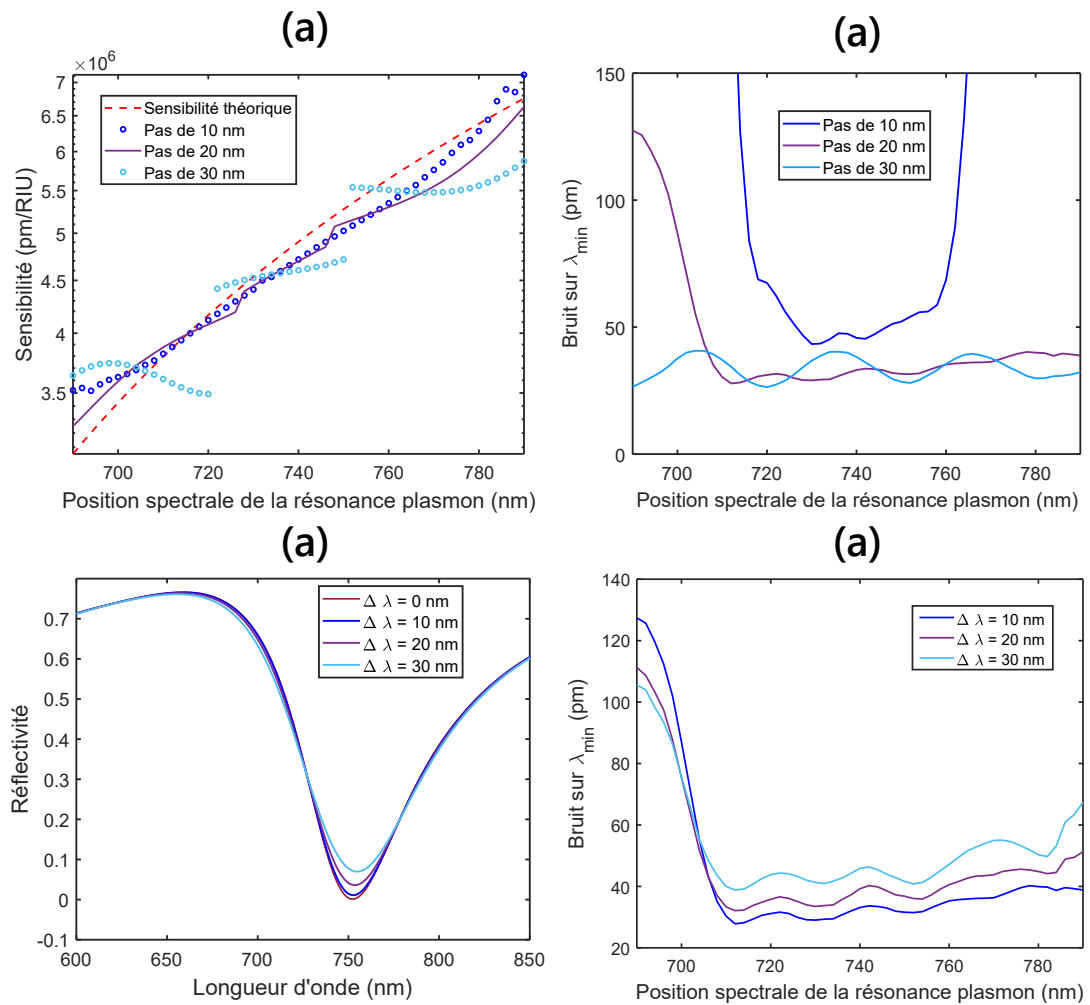 (a)
×10⁶
7
6.5
6
5.5
5
4.5
4
3.5
Sensibilité (pm/RIU)
Sensibilité théorique
Pas de 10 nm
Pas de 20 nm
Pas de 30 nm
700 720 740 760 780
Position spectrale de la résonance plasmon (nm)
(a)
150
100
50
0
Bruit sur λmin (pm)
Pas de 10 nm
Pas de 20 nm
Pas de 30 nm
700 720 740 760 780
Position spectrale de la résonance plasmon (nm)
(a)
0.7
0.6
0.5
0.4
0.3
0.2
0.1
0
-0.1
Réflectivité
Δ λ = 0 nm
Δ λ = 10 nm
Δ λ = 20 nm
Δ λ = 30 nm
600 650 700 750 800 850
Longueur d'onde (nm)
(a)
140
120
100
80
60
40
20
Bruit sur λmin (pm)
Δ λ = 10 nm
Δ λ = 20 nm
Δ λ = 30 nm
700 720 740 760 780
Position spectrale de la résonance plasmon (nm)